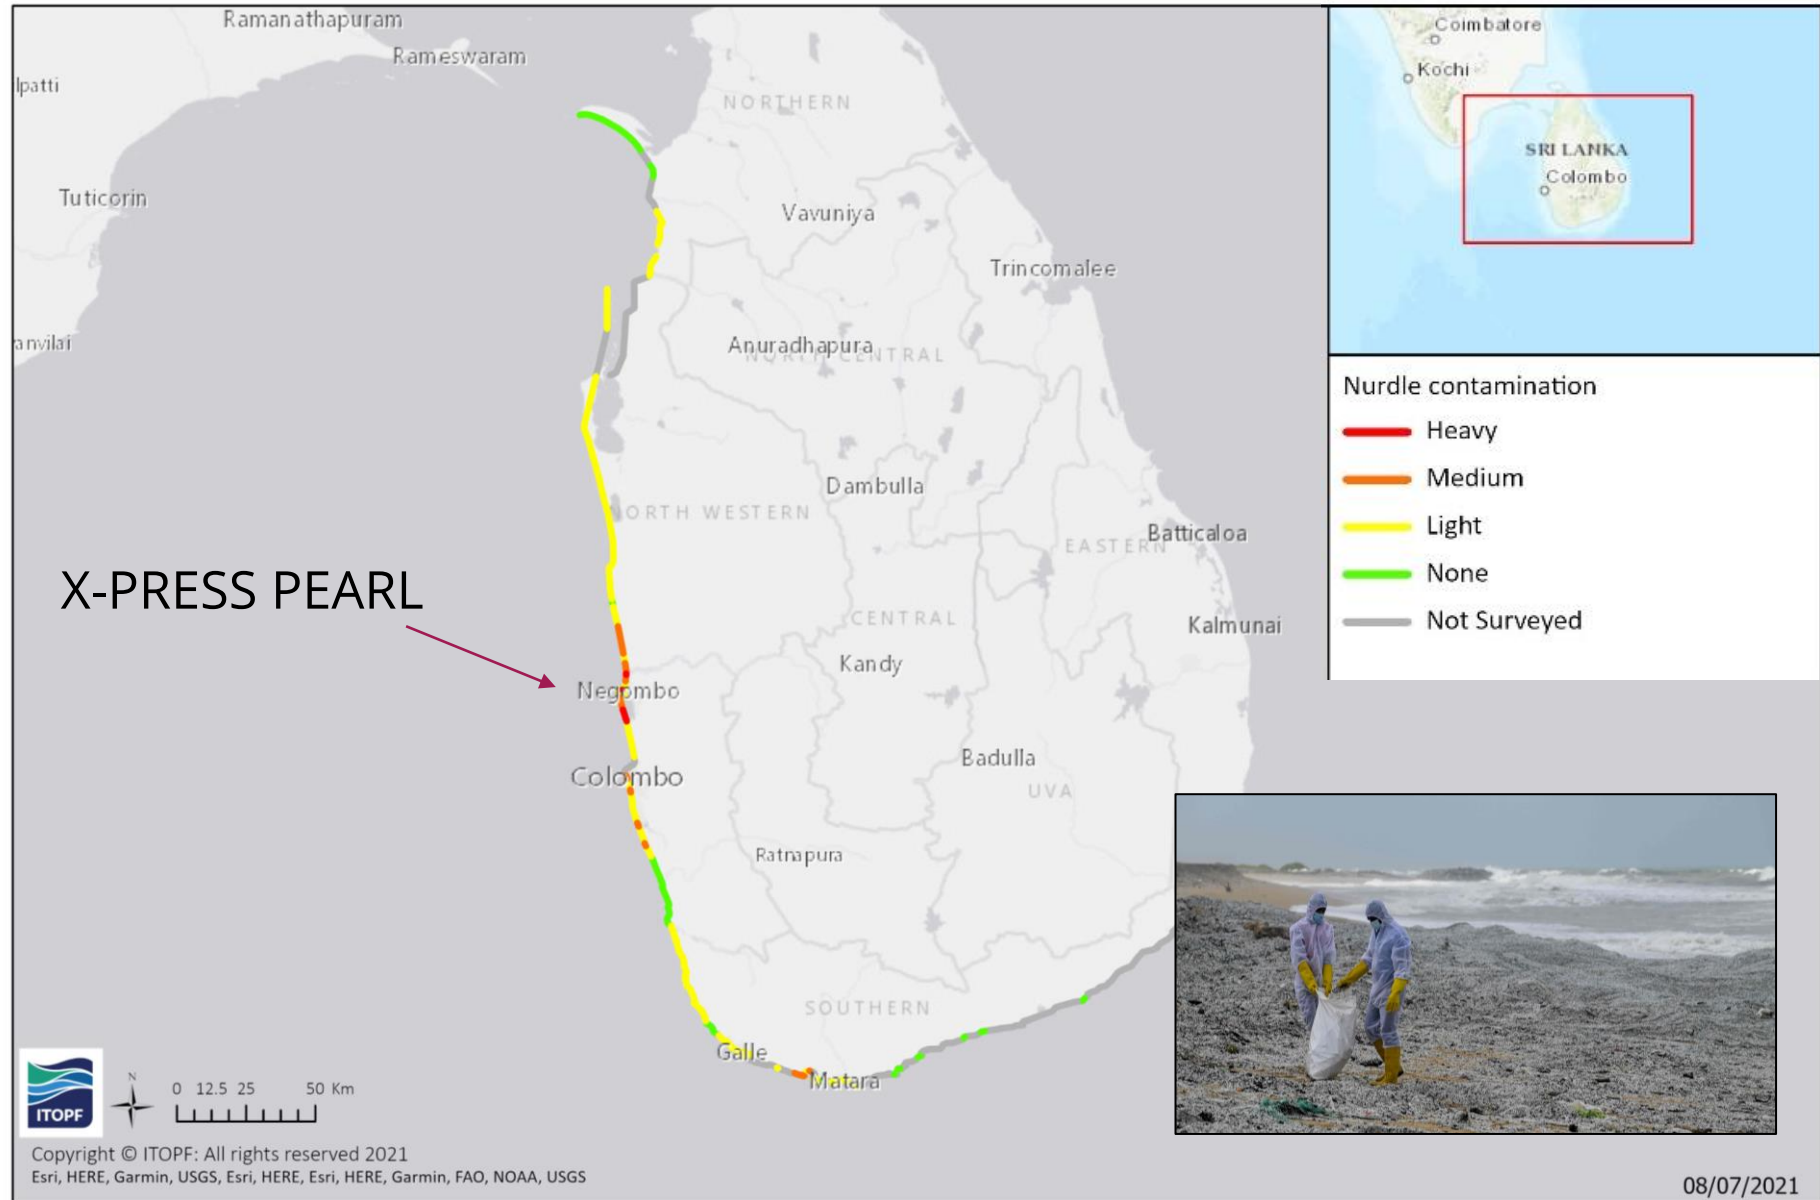 Ramanathapuram
Rameswaram
lpatti
NORTHERN
Tuticorin
Vavuniya
Trincomalee
anvilai
Anuradhapura
NORTH CENTRAL
Dambulla
NORTH WESTERN
Batticaloa
EASTERN
X-PRESS PEARL
CENTRAL
Kalmunai
Kandy
Negombo
Badulla
Colombo
UVA
Ratnapura
SOUTHERN
Galle
Matara
Coimbatore
Kochi
SRI LANKA
Colombo
Nurdle contamination
Heavy
Medium
Light
None
Not Surveyed
ITOPF
N
0 12.5 25 50 Km
Copyright © ITOPF: All rights reserved 2021
Esri, HERE, Garmin, USGS, Esri, HERE, Esri, HERE, Garmin, FAO, NOAA, USGS
08/07/2021